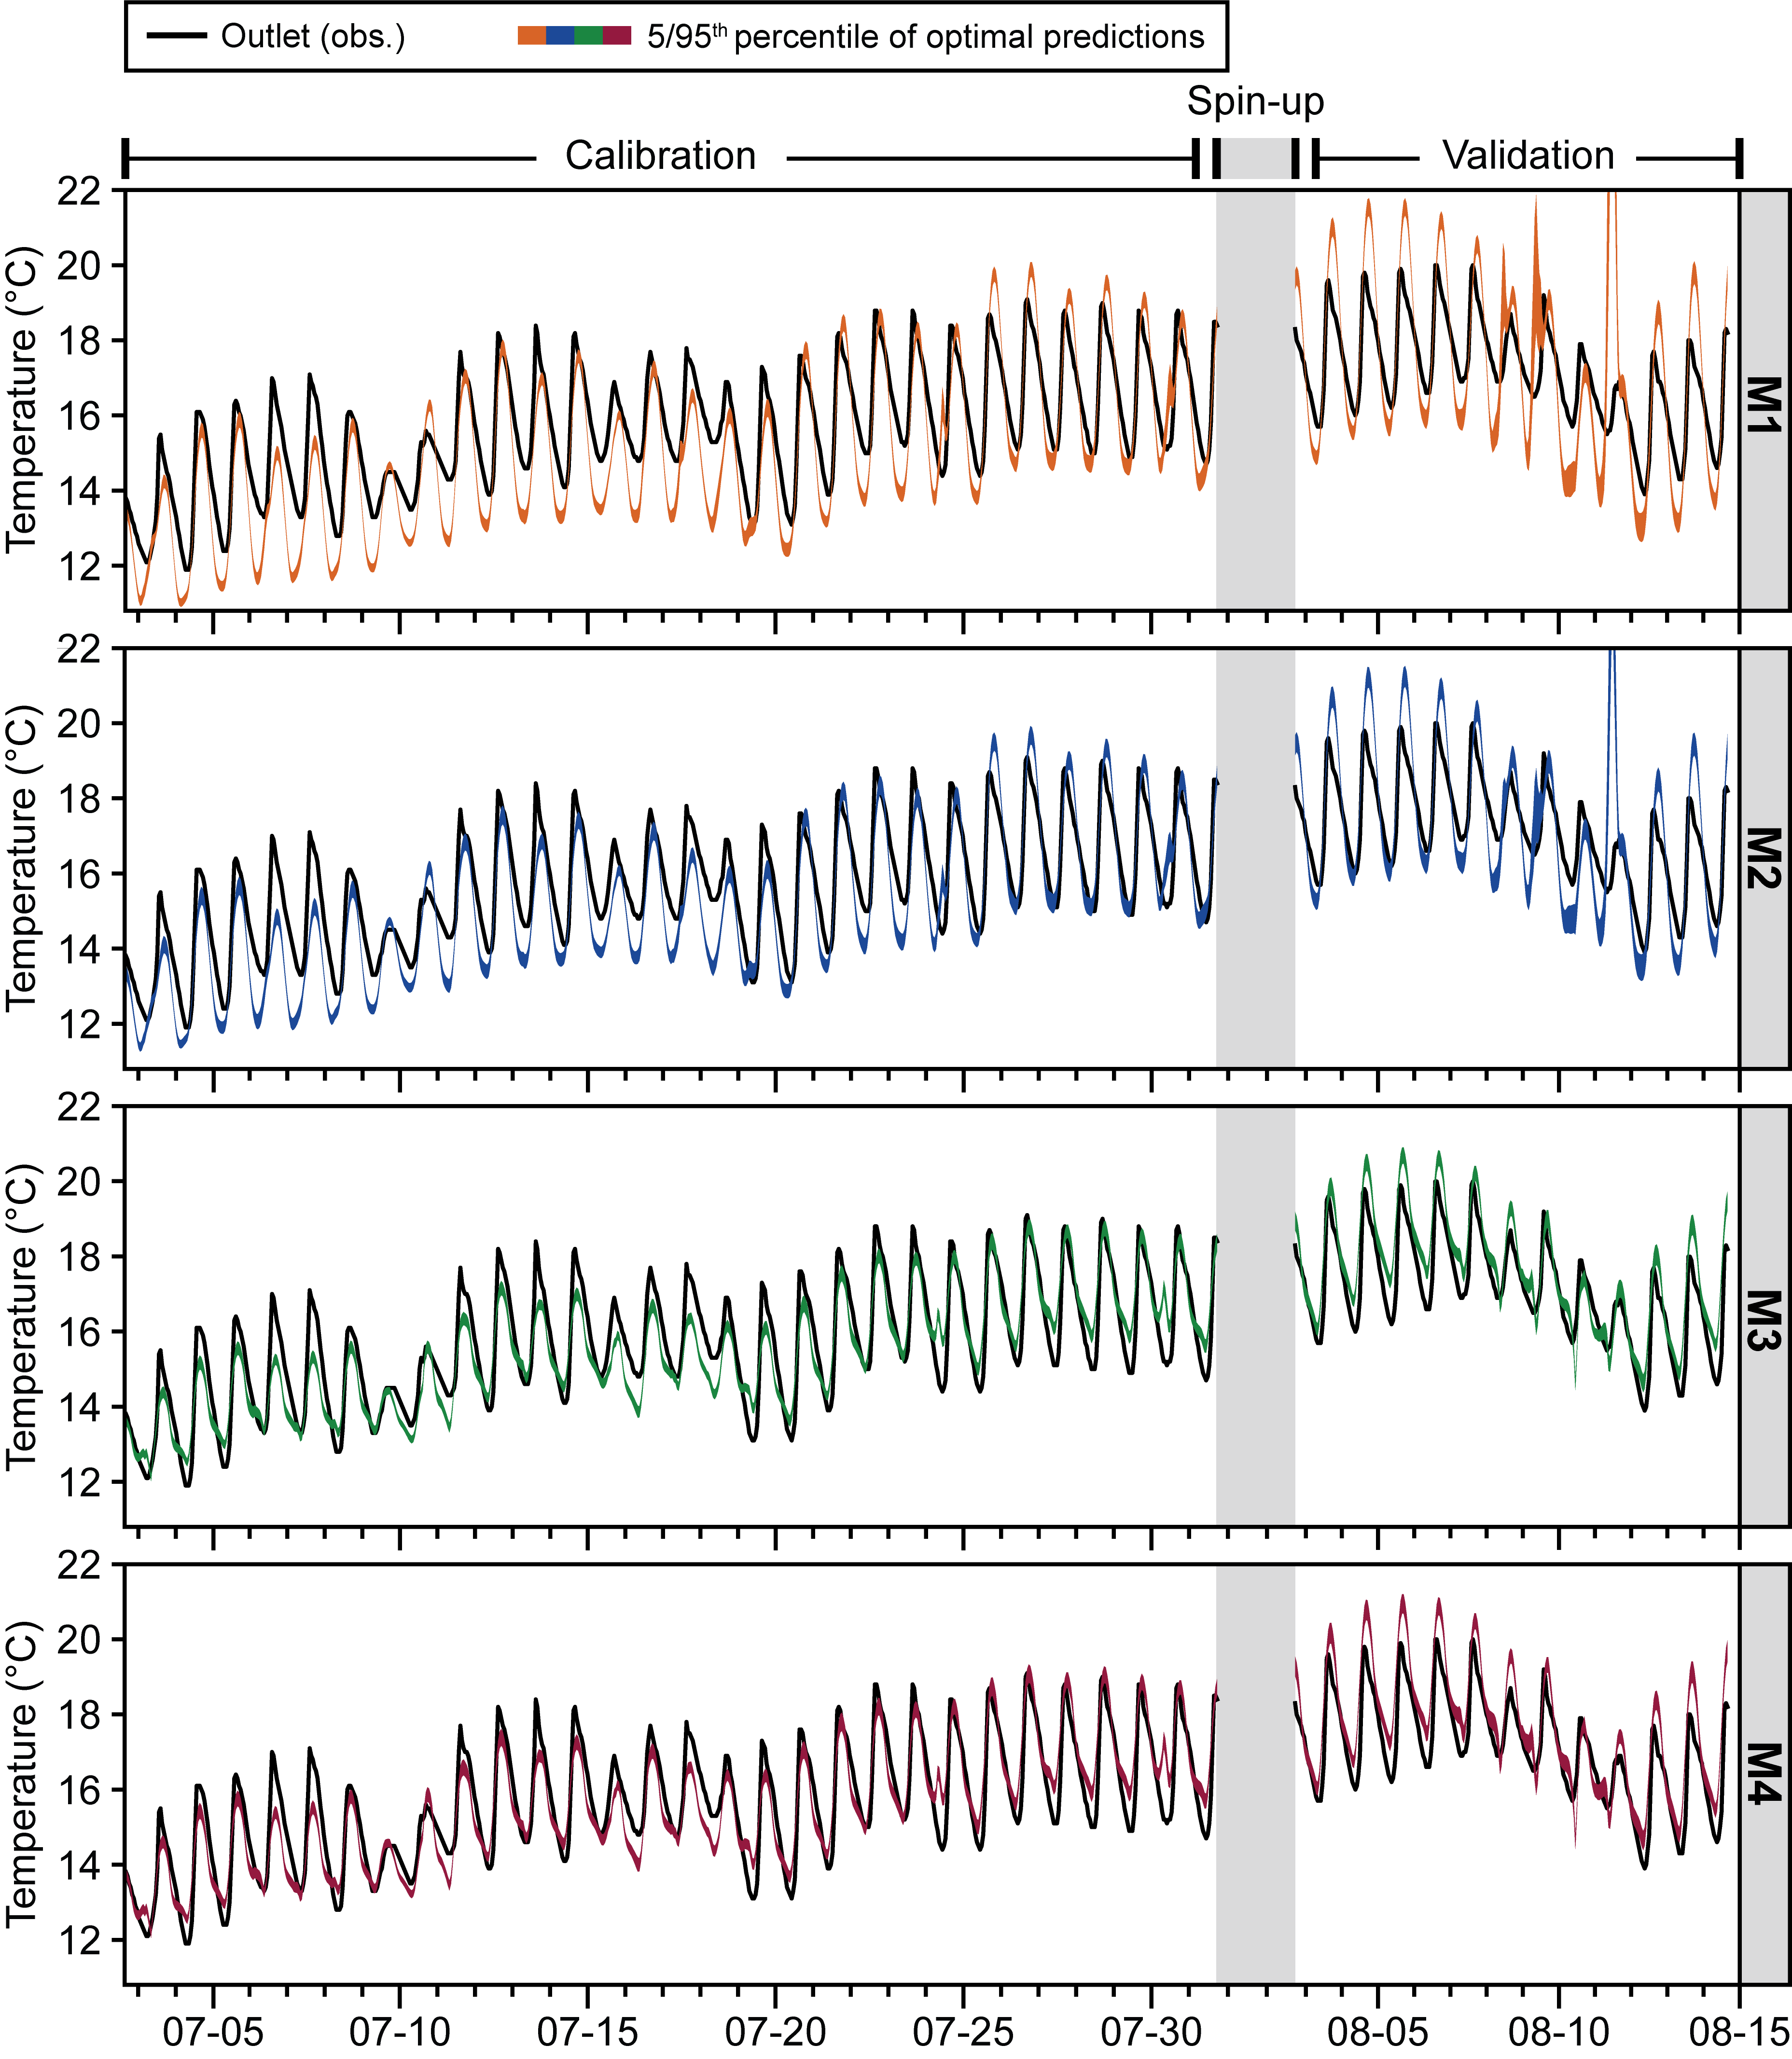 Outlet (obs.)
5/95th percentile of optimal predictions
Spin-up
Calibration
Validation
22
20
18
16
14
12
Temperature (°C)
M1
22
20
18
16
14
12
Temperature (°C)
M2
22
20
18
16
14
12
Temperature (°C)
M3
22
20
18
16
14
12
Temperature (°C)
M4
07-05 07-10 07-15 07-20 07-25 07-30 08-05 08-10 08-15